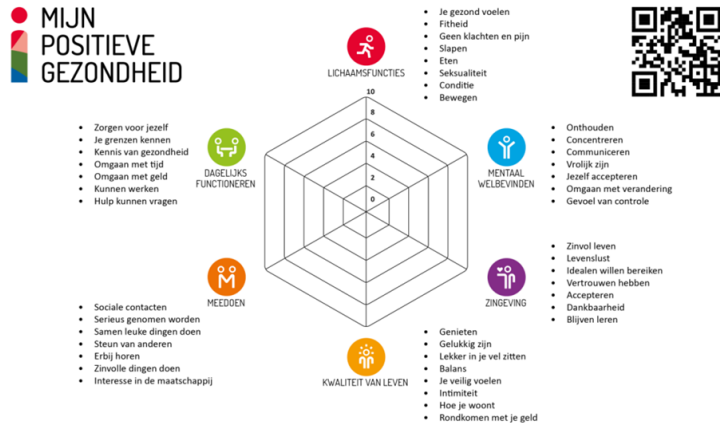 MIJN
POSITIEVE
GEZONDHEID
LICHAAMSFUNCTIES
• Je gezond voelen
• Fitheid
• Geen klachten en pijn
• Slapen
• Eten
• Seksualiteit
• Conditie
• Bewegen
10
8
6
4
2
0
MENTAAL
WELBEVINDEN
• Onthouden
• Concentreren
• Communiceren
• Vrolijk zijn
• Jezelf accepteren
• Omgaan met verandering
• Gevoel van controle
ZINGEVING
• Zinvol leven
• Levenslust
• Idealen willen bereiken
• Vertrouwen hebben
• Accepteren
• Dankbaarheid
• Blijven leren
KWALITEIT VAN LEVEN
• Genieten
• Gelukkig zijn
• Lekker in je vel zitten
• Balans
• Je veilig voelen
• Intimiteit
• Hoe je woont
• Rondkomen met je geld
MEEDOEN
• Sociale contacten
• Serieus genomen worden
• Samen leuke dingen doen
• Steun van anderen
• Erbij horen
• Zinvolle dingen doen
• Interesse in de maatschappij
DAGELIJKS
FUNCTIONEREN
• Zorgen voor jezelf
• Je grenzen kennen
• Kennis van gezondheid
• Omgaan met tijd
• Omgaan met geld
• Kunnen werken
• Hulp kunnen vragen